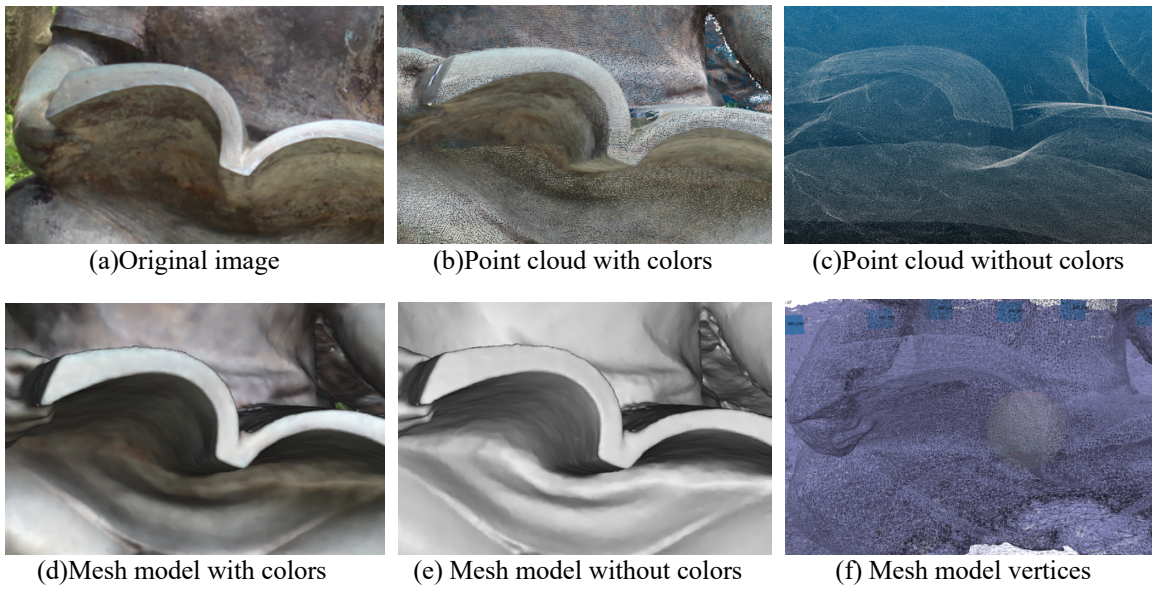 (a)Original image
(b)Point cloud with colors
(c)Point cloud without colors
(d)Mesh model with colors
(e) Mesh model without colors
(f) Mesh model vertices